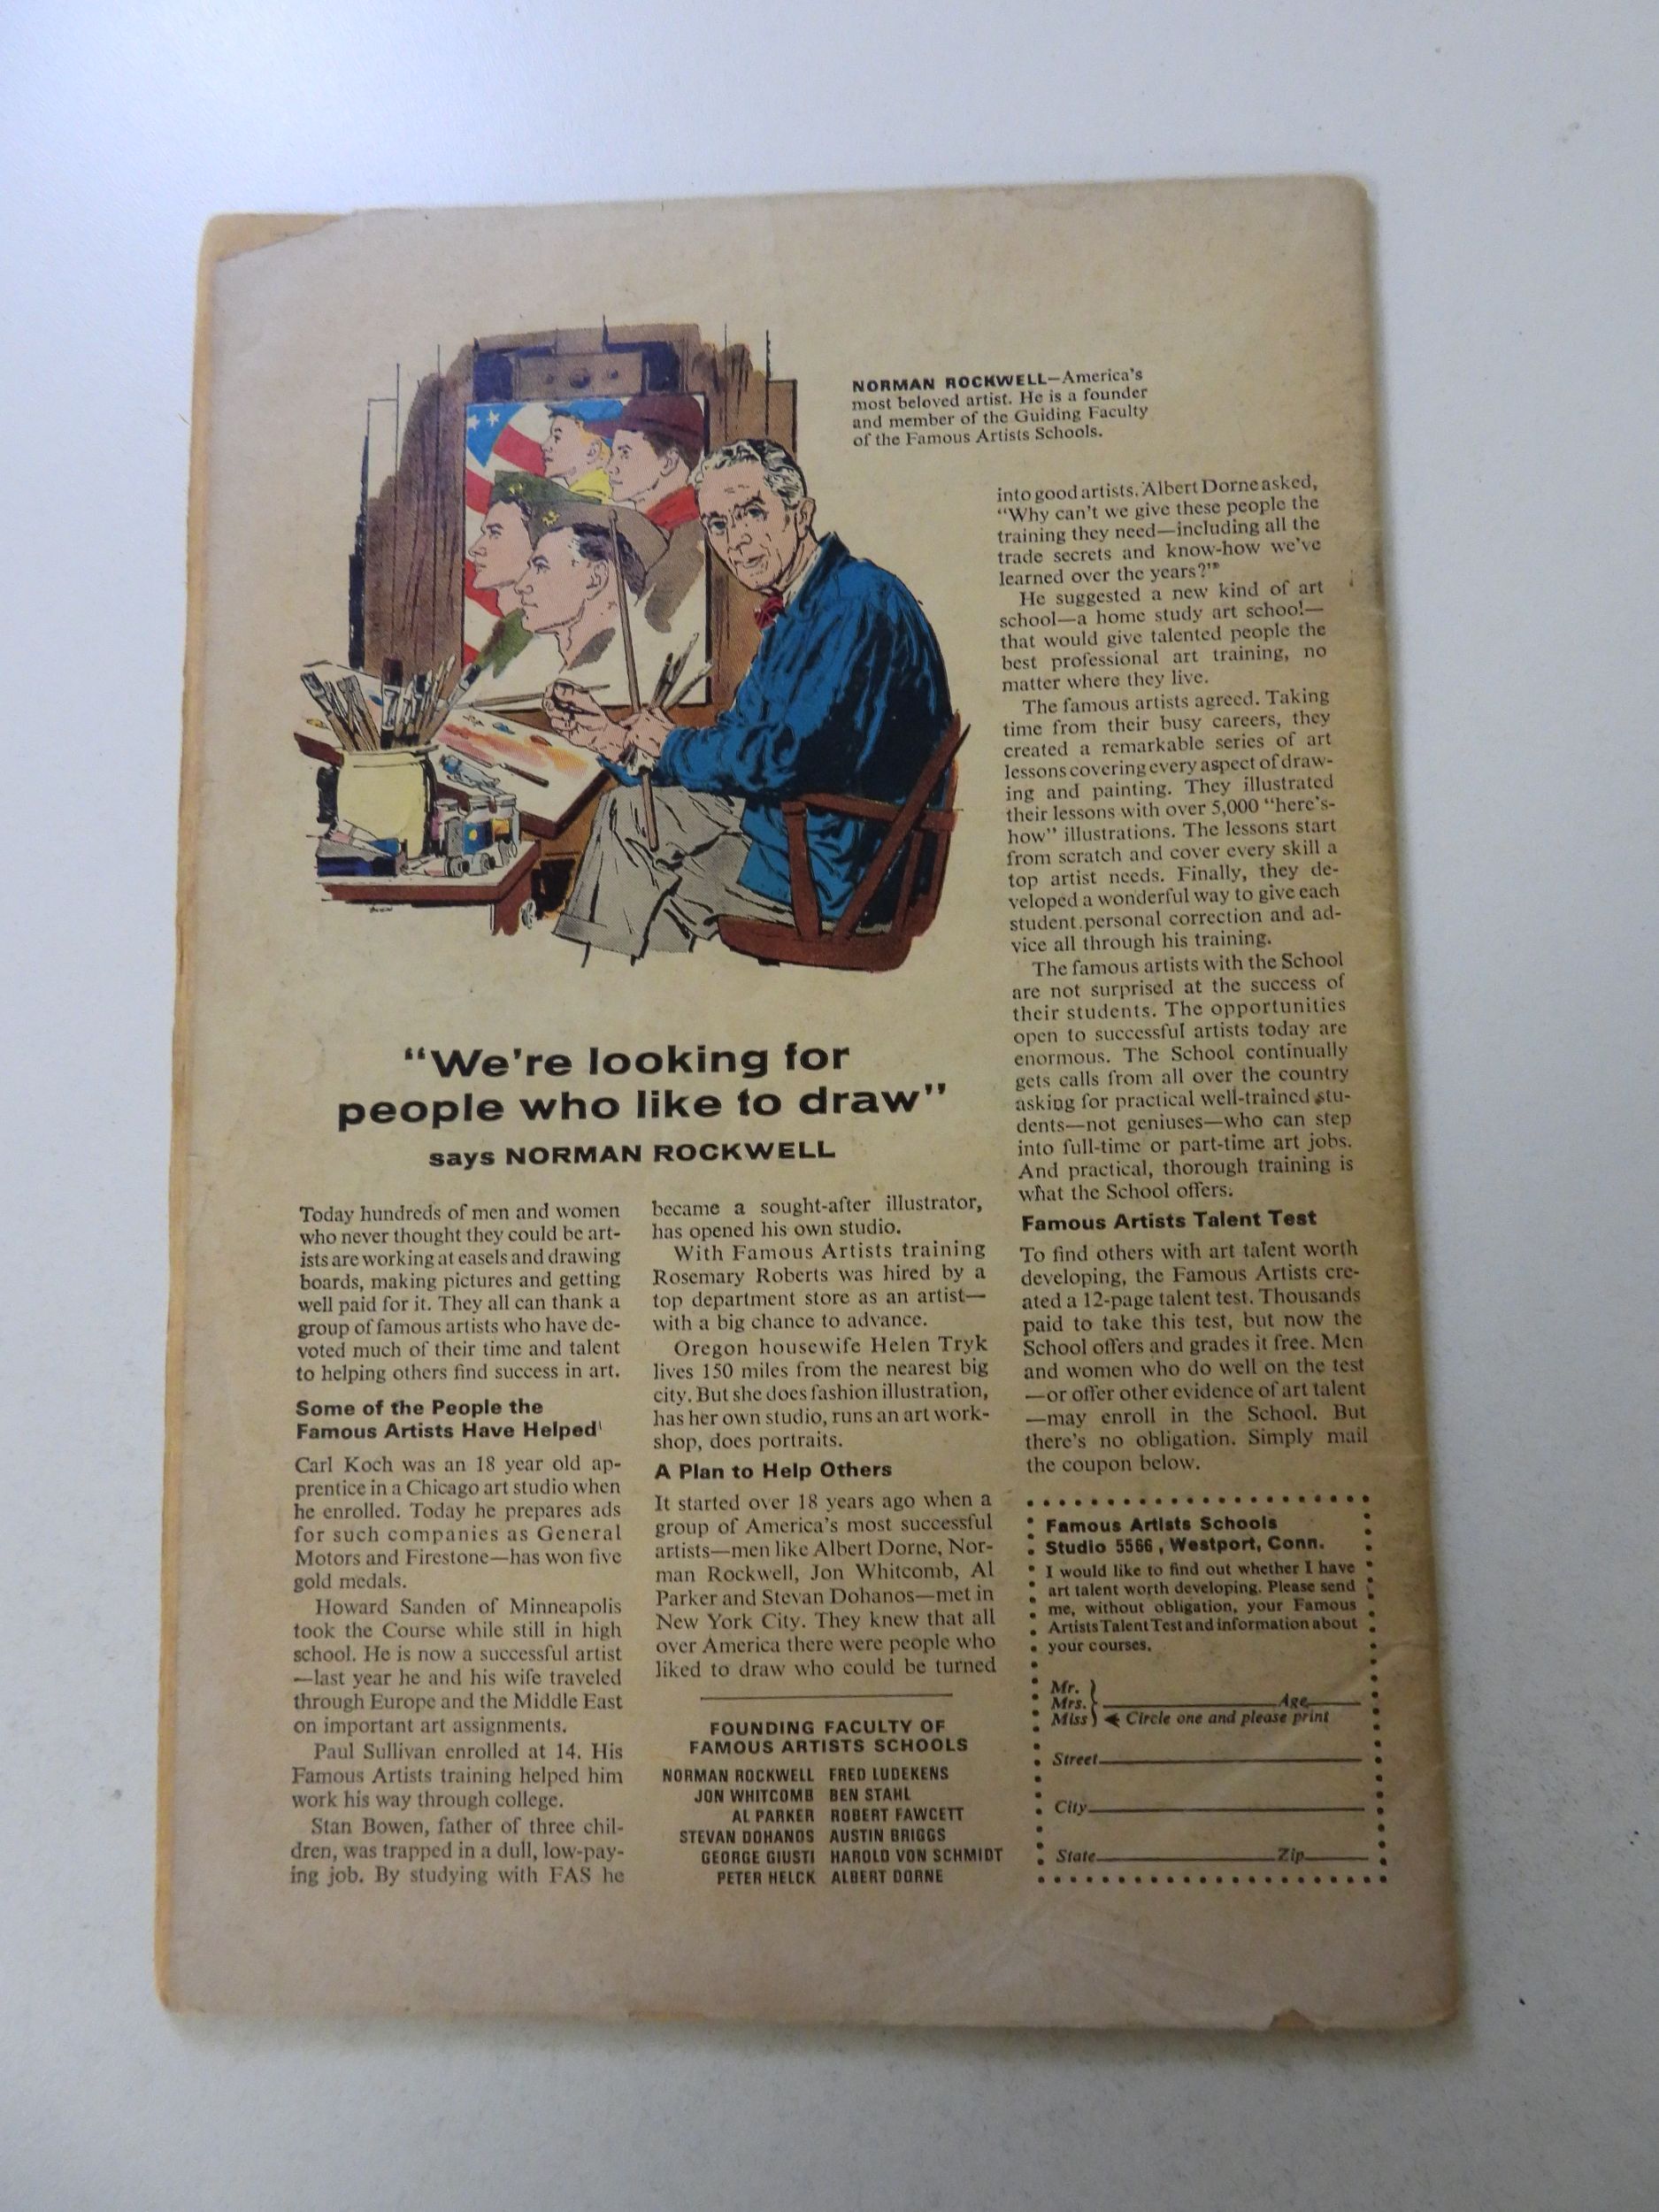 NORMAN ROCKWELL—America's
most beloved artist. He is a founder
and member of the Guiding Faculty
of the Famous Artists Schools.
"We're looking for
people who like to draw"
says NORMAN ROCKWELL
Today hundreds of men and women
who never thought they could be art-
ists are working at easels and drawing
boards, making pictures and getting
well paid for it. They all can thank a
group of famous artists who have de-
voted much of their time and talent
to helping others find success in art.
Some of the People the
Famous Artists Have Helped
Carl Koch was an 18 year old ap-
prentice in a Chicago art studio when
he enrolled. Today he prepares ads
for such companies as General
Motors and Firestone—has won five
gold medals.
Howard Sanden of Minneapolis
took the Course while still in high
school. He is now a successful artist
—last year he and his wife traveled
through Europe and the Middle East
on important art assignments.
Paul Sullivan enrolled at 14. His
Famous Artists training helped him
work his way through college.
Stan Bowen, father of three chil-
dren, was trapped in a dull, low-pay-
ing job. By studying with FAS he
became a sought-after illustrator,
has opened his own studio.
With Famous Artists training
Rosemary Roberts was hired by a
top department store as an artist—
with a big chance to advance.
Oregon housewife Helen Tryk
lives 150 miles from the nearest big
city. But she does fashion illustration,
has her own studio, runs an art work-
shop, does portraits.
A Plan to Help Others
It started over 18 years ago when a
group of America's most successful
artists—men like Albert Dorne, Nor-
man Rockwell, Jon Whitcomb, Al
Parker and Stevan Dohanos—met in
New York City. They knew that all
over America there were people who
liked to draw who could be turned
FOUNDING FACULTY OF
FAMOUS ARTISTS SCHOOLS
NORMAN ROCKWELL FRED LUDEKENS
JON WHITCOMB BEN STAHL
AL PARKER ROBERT FAWCETT
STEVAN DOHANOS AUSTIN BRIGGS
GEORGE GIUSTI HAROLD VON SCHMIDT
PETER HELCK ALBERT DORNE
into good artists. Albert Dorne asked,
"Why can't we give these people the
training they need—including all the
trade secrets and know-how we've
learned over the years?"
He suggested a new kind of art
school—a home study art school—
that would give talented people the
best professional art training, no
matter where they live.
The famous artists agreed. Taking
time from their busy careers, they
created a remarkable series of art
lessons covering every aspect of draw-
ing and painting. They illustrated
their lessons with over 5,000 "here's-
how" illustrations. The lessons start
from scratch and cover every skill a
top artist needs. Finally, they de-
veloped a wonderful way to give each
student personal correction and ad-
vice all through his training.
The famous artists with the School
are not surprised at the success of
their students. The opportunities
open to successful artists today are
enormous. The School continually
gets calls from all over the country
asking for practical well-trained stu-
dents—not geniuses—who can step
into full-time or part-time art jobs.
And practical, thorough training is
what the School offers.
Famous Artists Talent Test
To find others with art talent worth
developing, the Famous Artists cre-
ated a 12-page talent test. Thousands
paid to take this test, but now the
School offers and grades it free. Men
and women who do well on the test
—or offer other evidence of art talent
—may enroll in the School. But
there's no obligation. Simply mail
the coupon below.
Famous Artists Schools
Studio 5566, Westport, Conn.
I would like to find out whether I have
art talent worth developing. Please send
me, without obligation, your Famous
Artists Talent Test and information about
your courses.
Mr.
Mrs. Age
Miss Circle one and please print
Street
City
State Zip